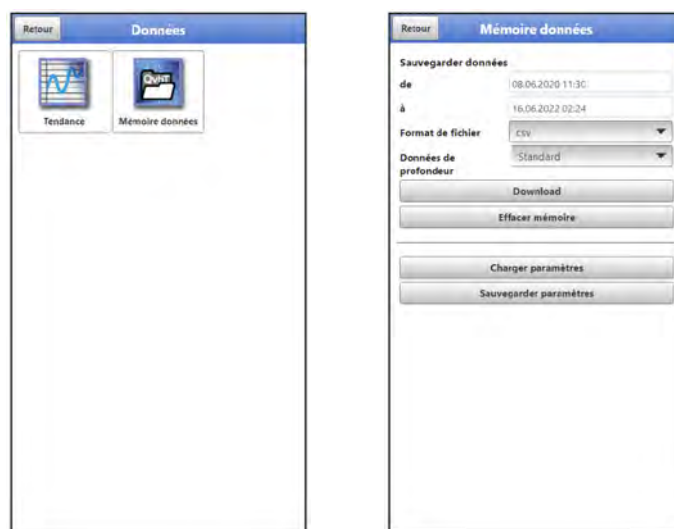 Retour
Données
QvhT
Tendance
Mémoire données
Retour
Mémoire données
Sauvegarder données
de
08.06.2020 11:30
à
16.06.2022 02:24
Format de fichier
csv
Données de
profondeur
Standard
Download
Effacer mémoire
Charger paramètres
Sauvegarder paramètres